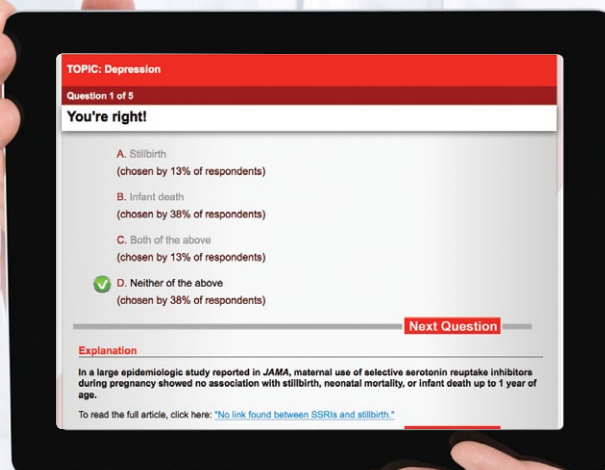 TOPIC: Depression
Question 1 of 5
You're right!
A. Stillbirth
(chosen by 13% of respondents)
B. Infant death
(chosen by 38% of respondents)
C. Both of the above
(chosen by 13% of respondents)
D. Neither of the above
(chosen by 38% of respondents)
Next Question
Explanation
In a large epidemiologic study reported in JAMA, maternal use of selective serotonin reuptake inhibitors
during pregnancy showed no association with stillbirth, neonatal mortality, or infant death up to 1 year of
age.
To read the full article, click here: "No link found between SSRIs and stillbirth."